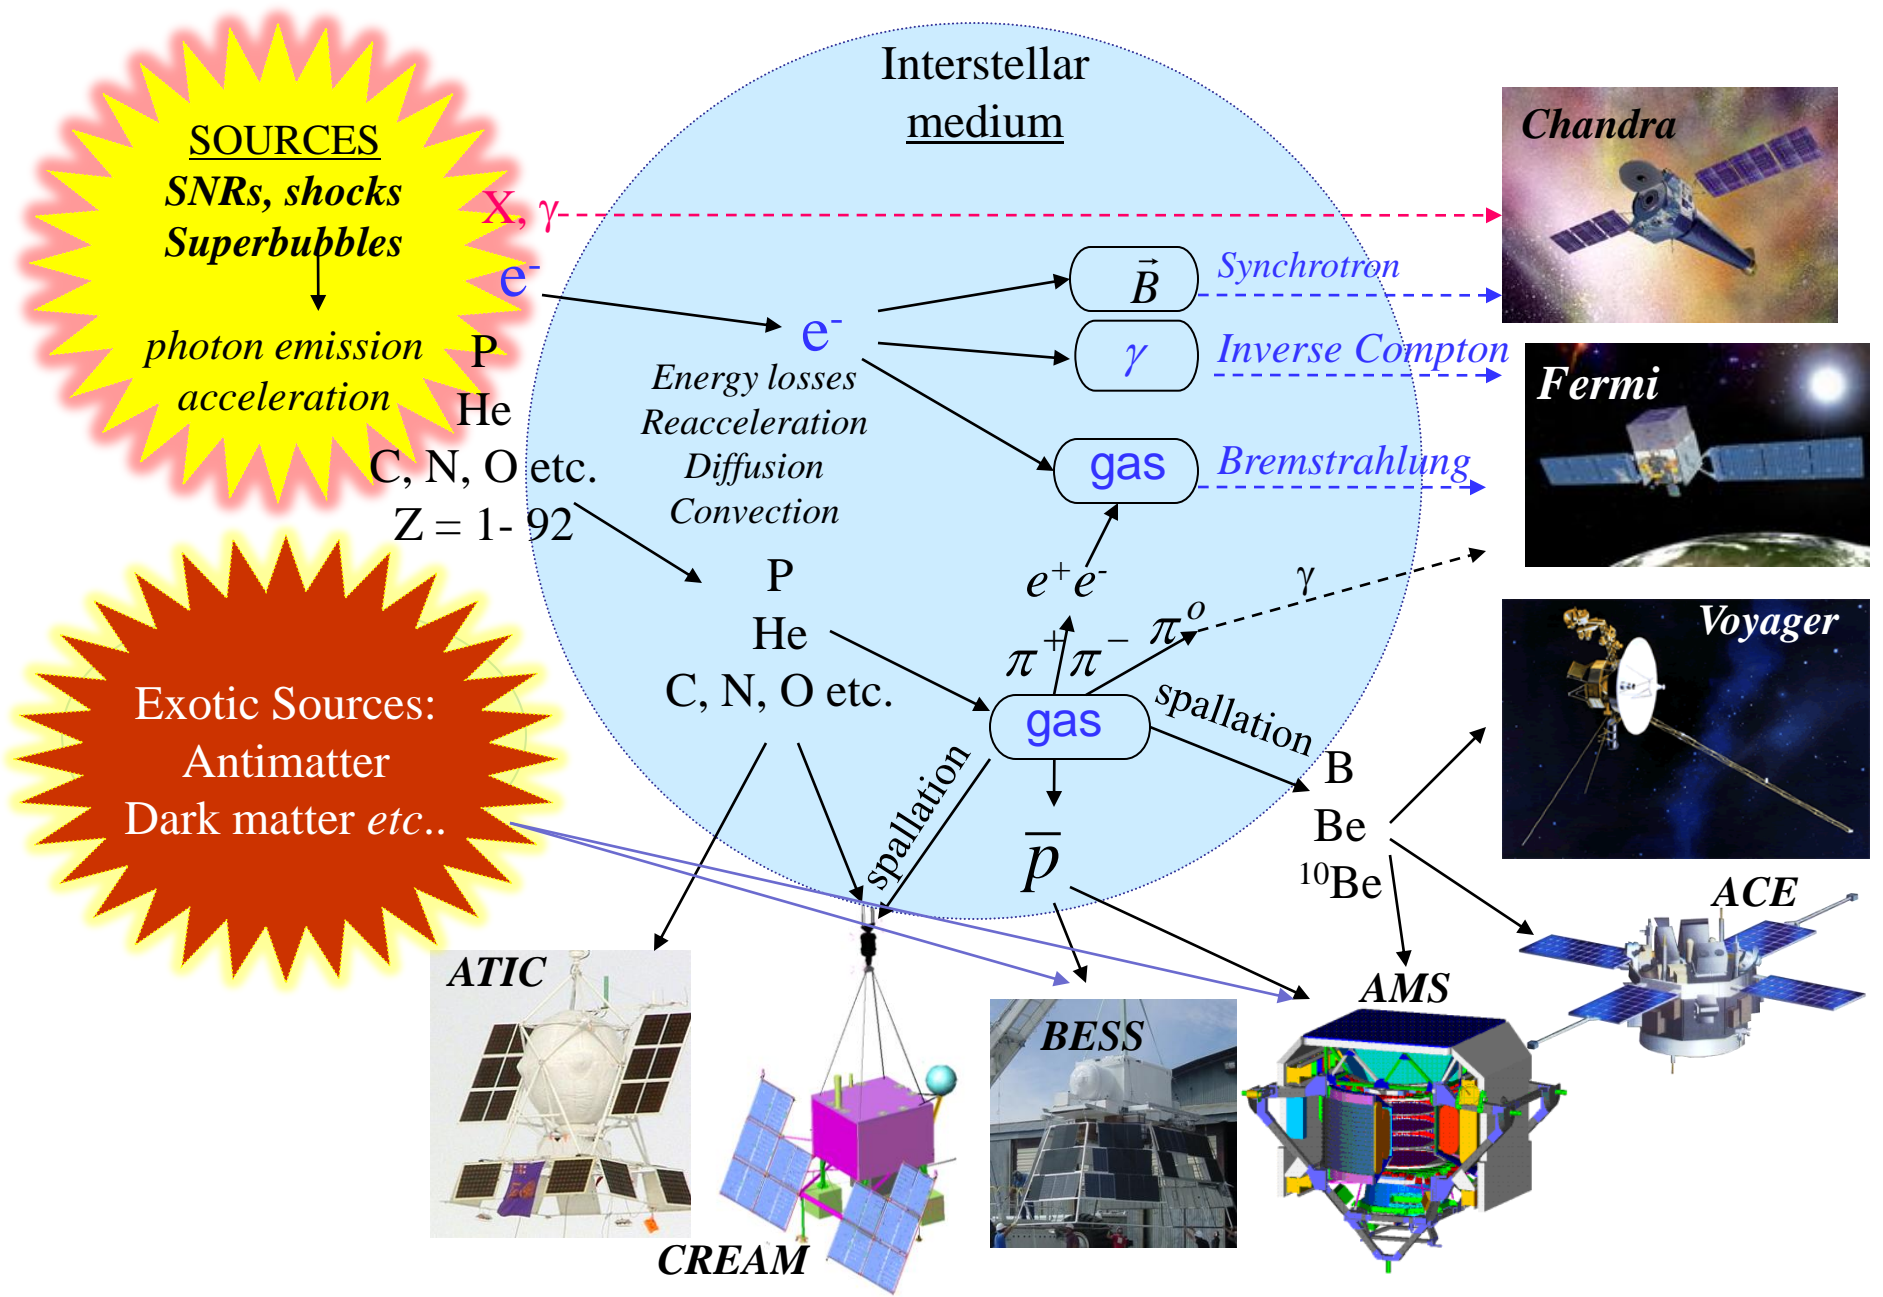 Interstellar
medium
SOURCES
SNRs, shocks
Superbubbles
photon emission
acceleration
X, γ
e-
P
He
C, N, O etc.
Z = 1- 92
Exotic Sources:
Antimatter
Dark matter etc..
e-
Energy losses
Reacceleration
Diffusion
Convection
P
He
C, N, O etc.
B⃗
Synchrotron
γ
Inverse Compton
gas
Bremstrahlung
e+e-
π+ π− πo
γ
gas
spallation
spallation
p̅
B
Be
10Be
Chandra
Fermi
Voyager
ACE
AMS
BESS
ATIC
CREAM